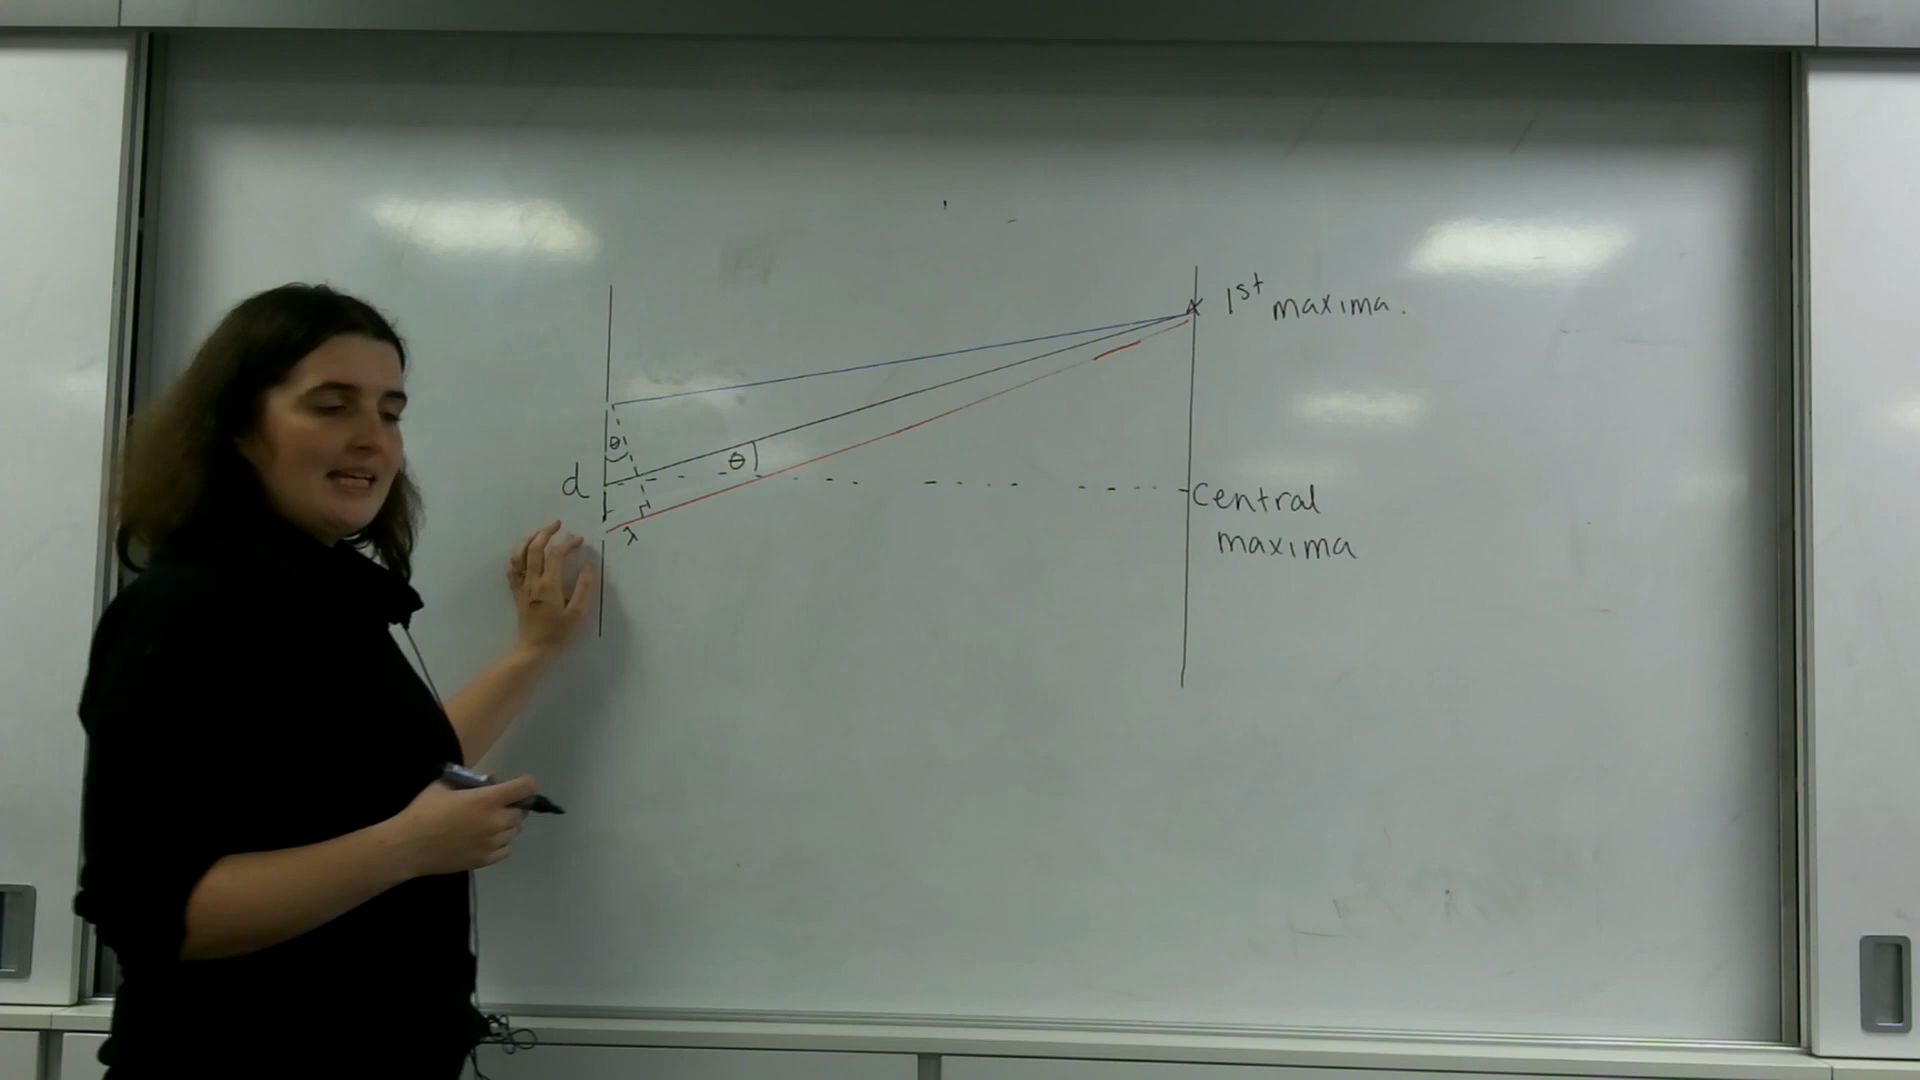 1st maxima.
θ
θ
d
λ
Central
maxima